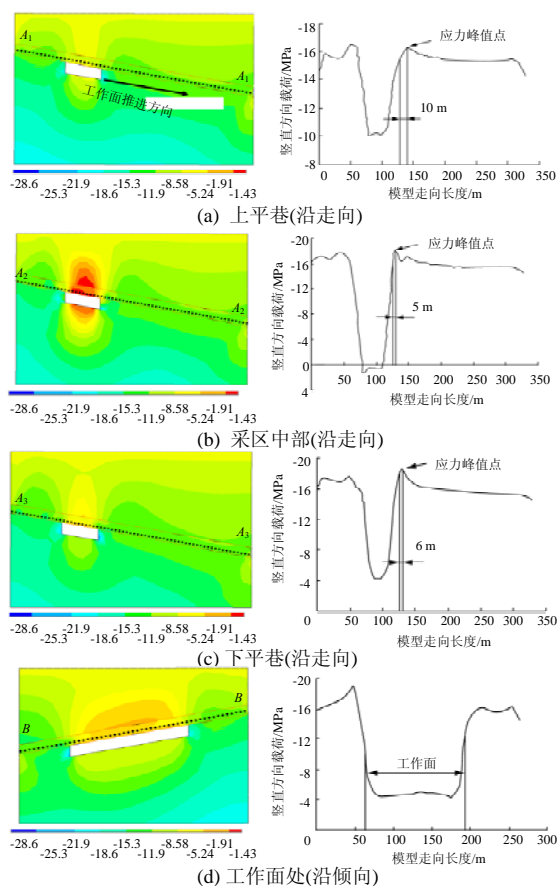 A1
A1
工作面推进方向
-28.6 -21.9 -15.3 -8.58 -1.91
-25.3 -18.6 -11.9 -5.24 -1.43
竖直方向载荷/MPa
-18
-16
-14
-12
-10
-8
应力峰值点
10 m
0 50 100 150 200 250 300 350
模型走向长度/m
(a) 上平巷(沿走向)
A2
A2
-28.6 -21.9 -15.3 -8.58 -1.91
-25.3 -18.6 -11.9 -5.24 -1.43
竖直方向载荷/MPa
-20
-16
-12
-8
-4
0
4
应力峰值点
5 m
0 50 100 150 200 250 300 350
模型走向长度/m
(b) 采区中部(沿走向)
A3
A3
-28.6 -21.9 -15.3 -8.58 -1.91
-25.3 -18.6 -11.9 -5.24 -1.43
竖直方向载荷/MPa
-20
-16
-12
-8
-4
应力峰值点
6 m
0 50 100 150 200 250 300 350
模型走向长度/m
(c) 下平巷(沿走向)
B
B
-28.6 -21.9 -15.3 -8.58 -1.91
-25.3 -18.6 -11.9 -5.24 -1.43
竖直方向载荷/MPa
-20
-16
-12
-8
-4
工作面
0 50 100 150 200 250 300
模型走向长度/m
(d) 工作面处(沿倾向)